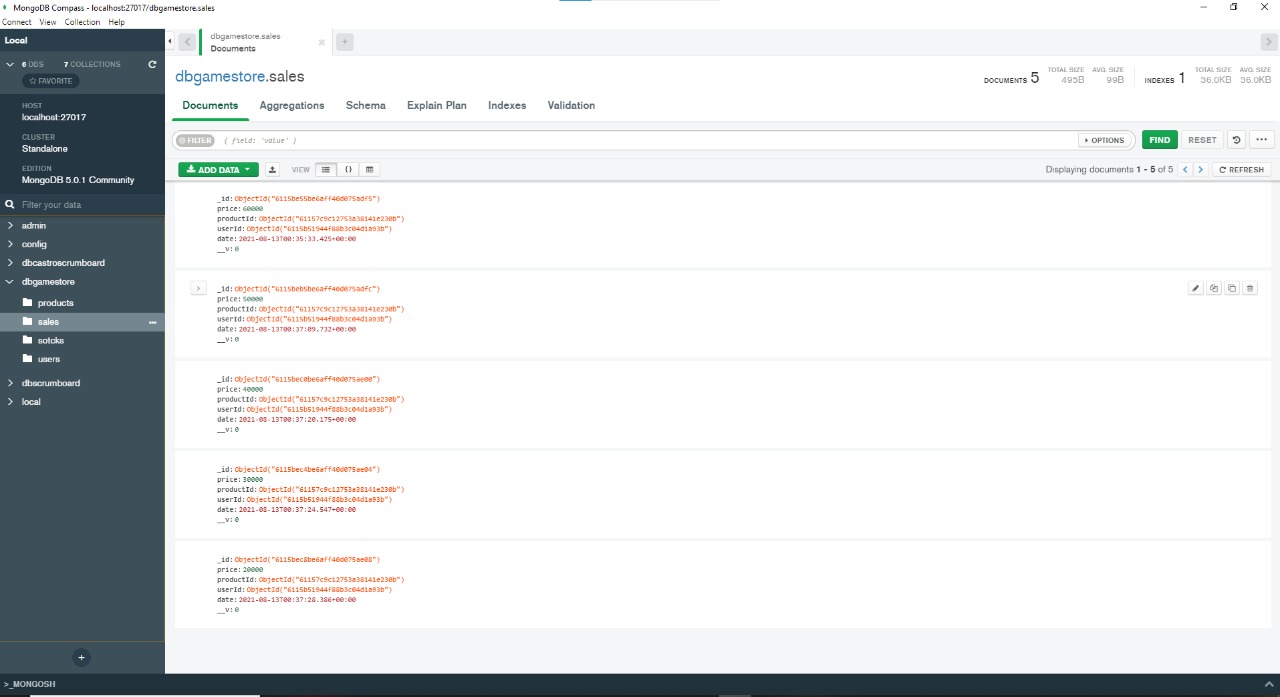 MongoDB Compass - localhost:27017/dbgamestore.sales
Connect View Collection Help
Local
dbgamestore.sales
Documents
6 DBS 7 COLLECTIONS
FAVORITE
HOST
localhost:27017
CLUSTER
Standalone
EDITION
MongoDB 5.0.1 Community
Filter your data
admin
config
dbcastroscrumboard
dbgamestore
products
sales
sotcks
users
dbscrumboard
local
>_MONGOSH
dbgamestore.sales
DOCUMENTS 5 TOTAL SIZE 495B AVG. SIZE 99B INDEXES 1 TOTAL SIZE 36.0KB AVG. SIZE 36.0KB
Documents Aggregations Schema Explain Plan Indexes Validation
FILTER { field: 'value' } OPTIONS FIND RESET
ADD DATA VIEW {} Displaying documents 1 - 5 of 5 REFRESH
_id: ObjectId("6115be55be6aff40d075adf5")
price: 60000
productId: ObjectId("61157c9c12753a38141e230b")
userId: ObjectId("6115b51944f88b3c04d1a93b")
date: 2021-08-13T00:35:33.425+00:00
__v: 0
_id: ObjectId("6115beb5be6aff40d075adfc")
price: 50000
productId: ObjectId("61157c9c12753a38141e230b")
userId: ObjectId("6115b51944f88b3c04d1a93b")
date: 2021-08-13T00:37:09.732+00:00
__v: 0
_id: ObjectId("6115bec0be6aff40d075ae00")
price: 40000
productId: ObjectId("61157c9c12753a38141e230b")
userId: ObjectId("6115b51944f88b3c04d1a93b")
date: 2021-08-13T00:37:20.175+00:00
__v: 0
_id: ObjectId("6115bec4be6aff40d075ae04")
price: 30000
productId: ObjectId("61157c9c12753a38141e230b")
userId: ObjectId("6115b51944f88b3c04d1a93b")
date: 2021-08-13T00:37:24.547+00:00
__v: 0
_id: ObjectId("6115bec8be6aff40d075ae08")
price: 20000
productId: ObjectId("61157c9c12753a38141e230b")
userId: ObjectId("6115b51944f88b3c04d1a93b")
date: 2021-08-13T00:37:28.386+00:00
__v: 0